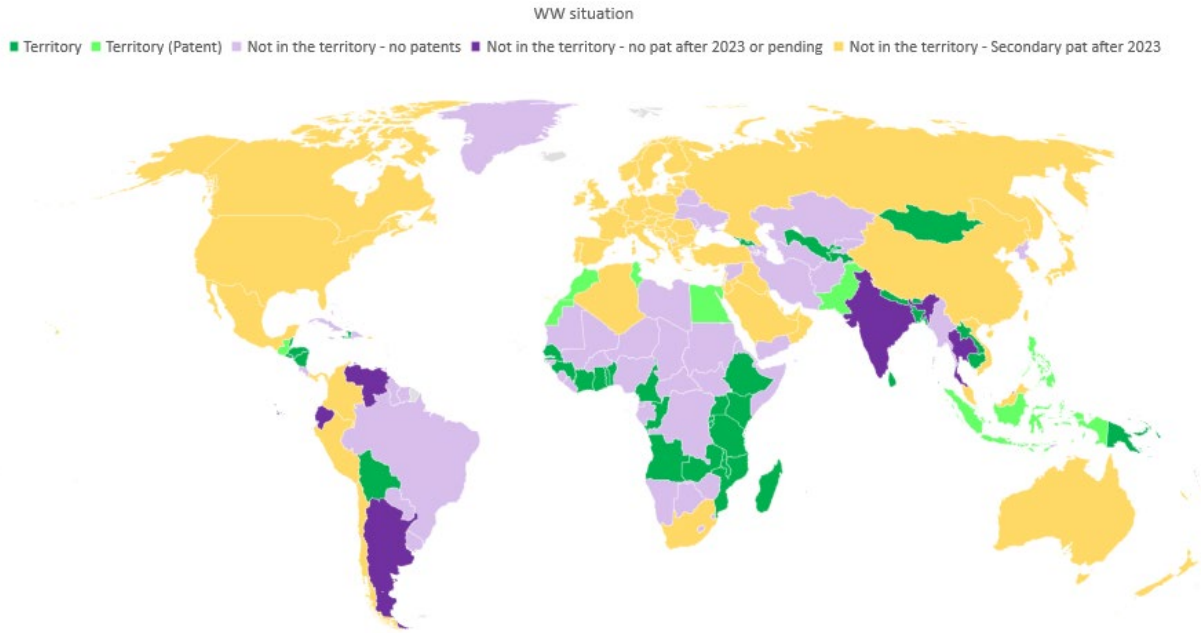 WW situation
Territory Territory (Patent) Not in the territory - no patents Not in the territory - no pat after 2023 or pending Not in the territory - Secondary pat after 2023